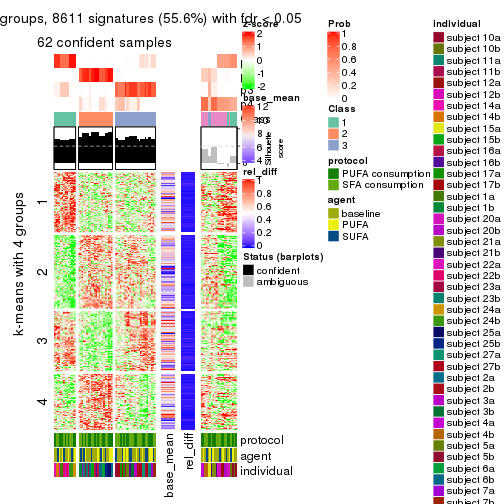 groups, 8611 signatures (55.6%) with fdr < 0.05
62 confident samples
k-means with 4 groups
1
2
3
4
p4
protocol
agent
individual
base_mean
rel_diff
z-score
2
1
0
-1
-2
base_mean
12
10
8
6
4
Silhouette
score
rel_diff
1
0.8
0.6
0.4
0.2
0
Status (barplots)
confident
ambiguous
Prob
1
0.8
0.6
0.4
0.2
0
Class
1
2
3
protocol
PUFA consumption
SFA consumption
agent
baseline
PUFA
SUFA
individual
subject 10a
subject 10b
subject 11a
subject 11b
subject 12a
subject 12b
subject 14a
subject 14b
subject 15a
subject 15b
subject 16a
subject 16b
subject 17a
subject 17b
subject 1a
subject 1b
subject 20a
subject 20b
subject 21a
subject 21b
subject 22a
subject 22b
subject 23a
subject 23b
subject 24a
subject 24b
subject 25a
subject 25b
subject 27a
subject 27b
subject 2a
subject 2b
subject 3a
subject 3b
subject 4a
subject 4b
subject 5a
subject 5b
subject 6a
subject 6b
subject 7a
subject 7b